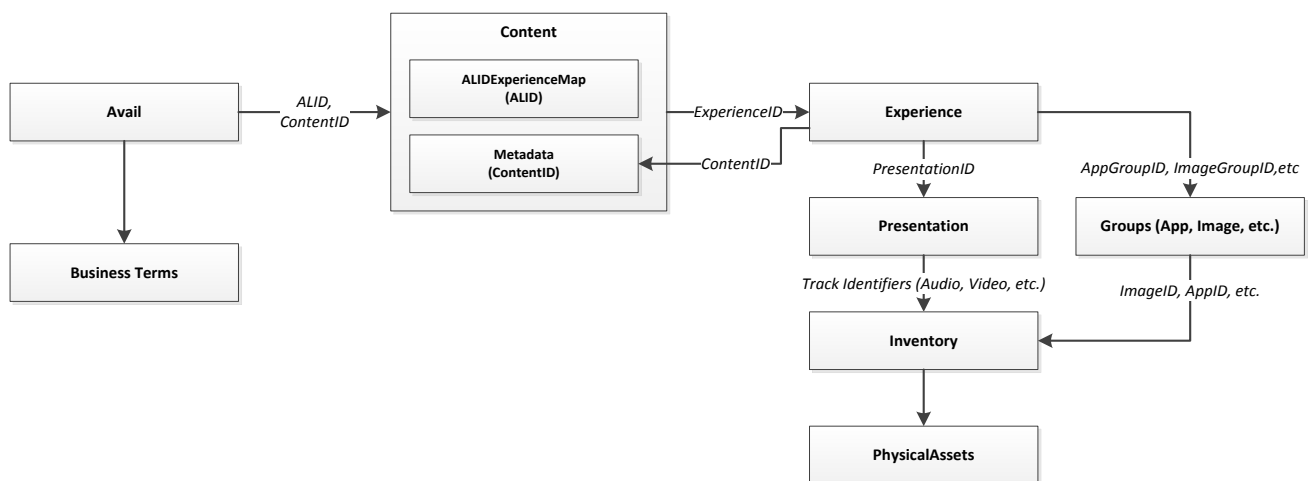 Content
ALIDExperienceMap
(ALID)
Avail
ALID,
ContentID
ExperienceID
Experience
Metadata
(ContentID)
ContentID
PresentationID
AppGroupID, ImageGroupID,etc
Presentation
Groups (App, Image, etc.)
Business Terms
Track Identifiers (Audio, Video, etc.)
ImageID, AppID, etc.
Inventory
PhysicalAssets